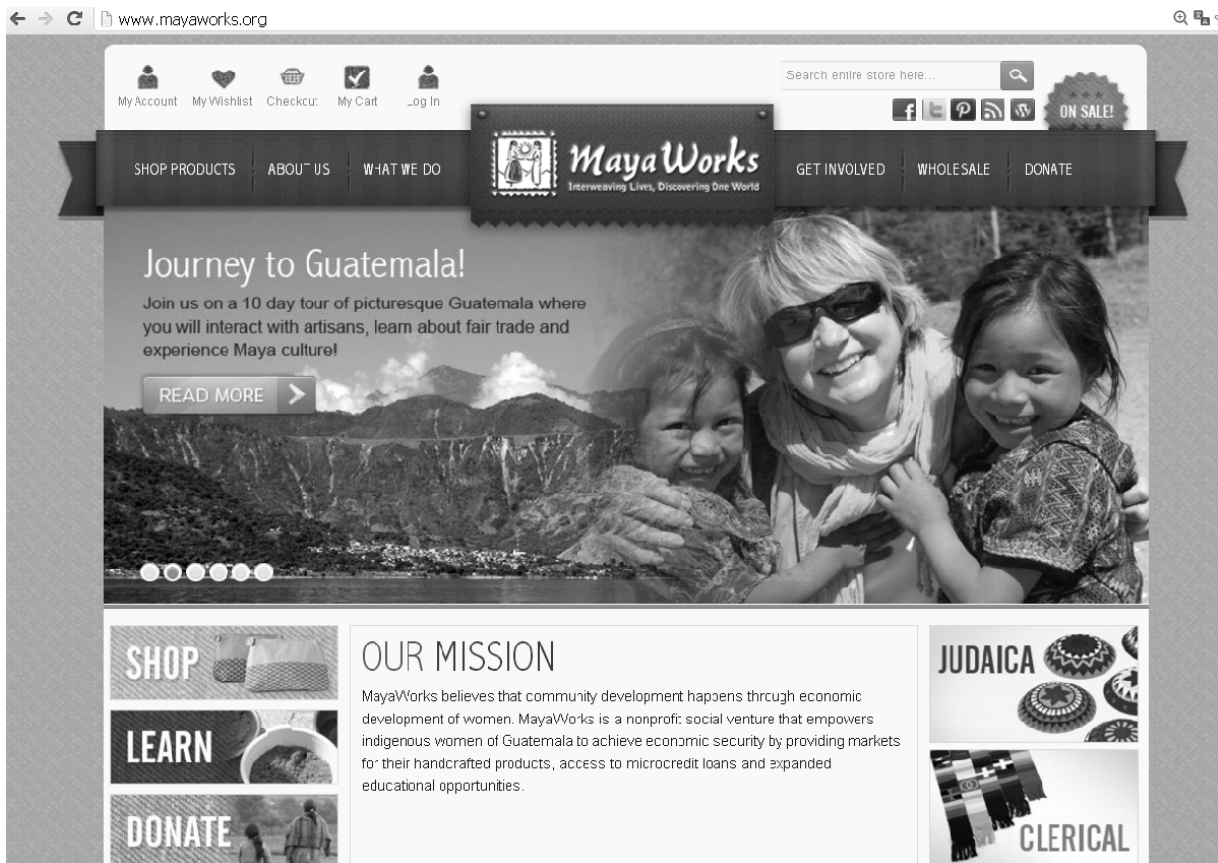 www.mayaworks.org
My Account My Wishlist Checkout My Cart Log In
Search entire store here...
ON SALE!
SHOP PRODUCTS ABOUT US WHAT WE DO
MayaWorks
Interweaving Lives, Discovering One World
GET INVOLVED WHOLESALE DONATE
Journey to Guatemala!
Join us on a 10 day tour of picturesque Guatemala where
you will interact with artisans, learn about fair trade and
experience Maya culture!
READ MORE
SHOP
LEARN
DONATE
OUR MISSION
MayaWorks believes that community development happens through economic
development of women. MayaWorks is a nonprofit social venture that empowers
indigenous women of Guatemala to achieve economic security by providing markets
for their handcrafted products, access to microcredit loans and expanded
educational opportunities.
JUDAICA
CLERICAL